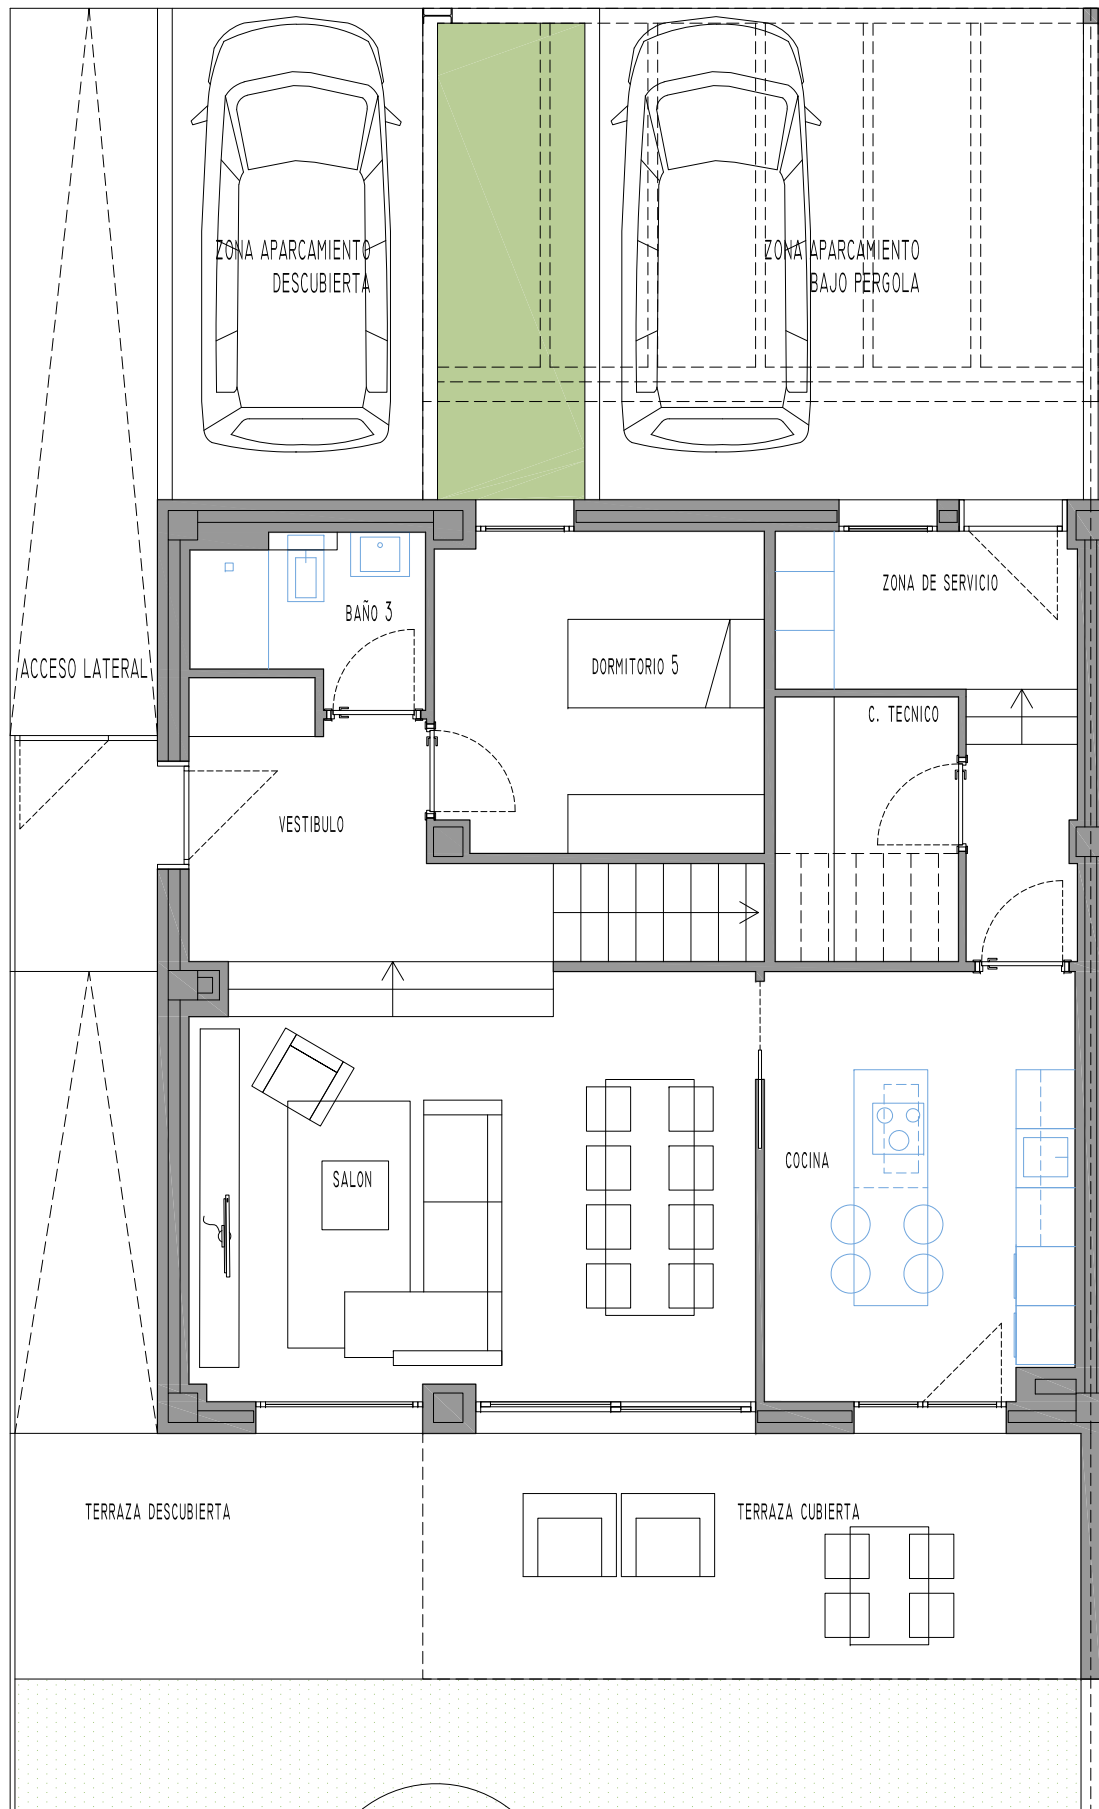 ZONA APARCAMIENTO
DESCUBIERTA
ZONA APARCAMIENTO
BAJO PERGOLA
ZONA DE SERVICIO
BAÑO 3
DORMITORIO 5
ACCESO LATERAL
C. TECNICO
VESTIBULO
COCINA
SALON
TERRAZA DESCUBIERTA
TERRAZA CUBIERTA